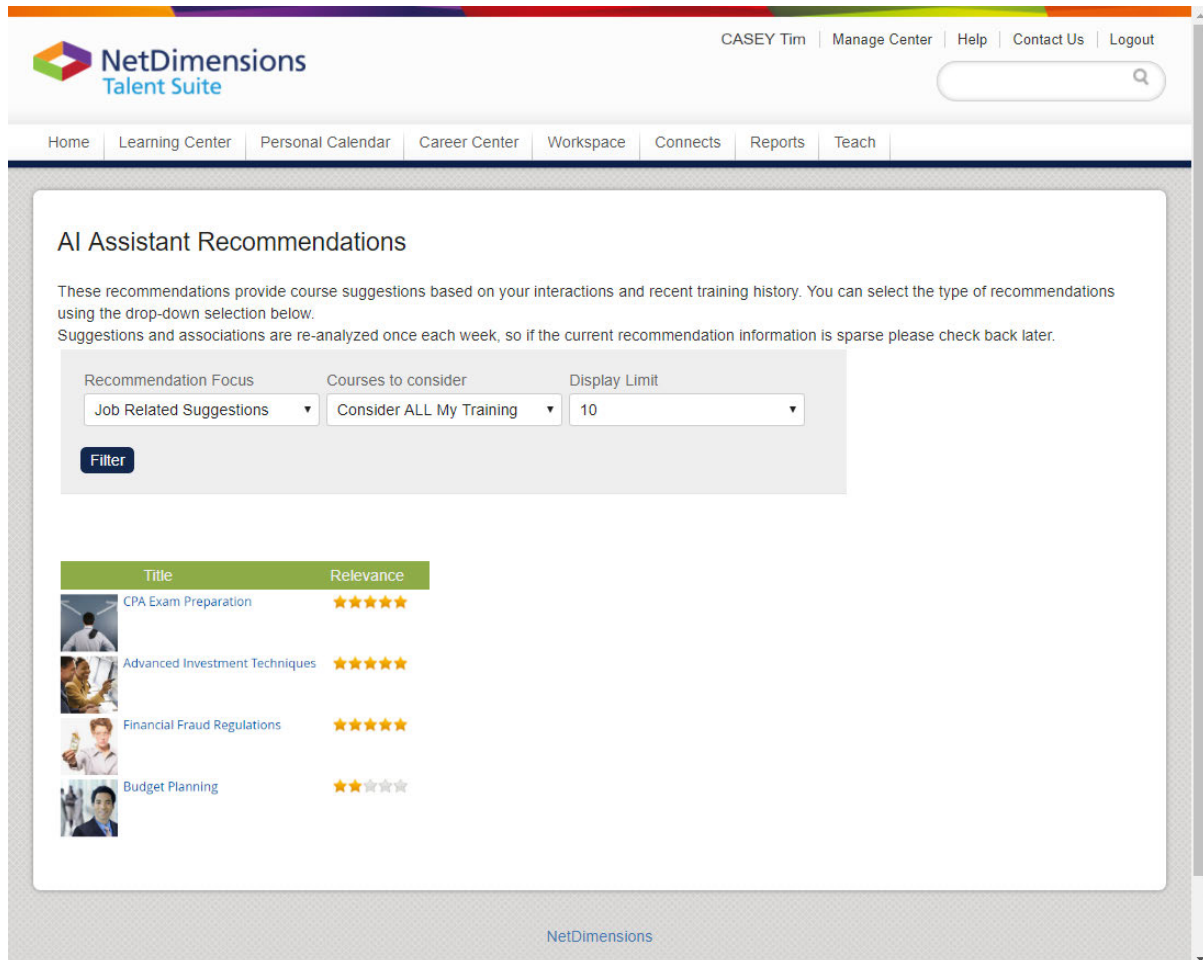 CASEY Tim Manage Center Help Contact Us Logout
NetDimensions
Talent Suite
Home Learning Center Personal Calendar Career Center Workspace Connects Reports Teach
AI Assistant Recommendations
These recommendations provide course suggestions based on your interactions and recent training history. You can select the type of recommendations
using the drop-down selection below.
Suggestions and associations are re-analyzed once each week, so if the current recommendation information is sparse please check back later.
Recommendation Focus Courses to consider Display Limit
Job Related Suggestions Consider ALL My Training 10
Filter
Title Relevance
CPA Exam Preparation
Advanced Investment Techniques
Financial Fraud Regulations
Budget Planning
NetDimensions